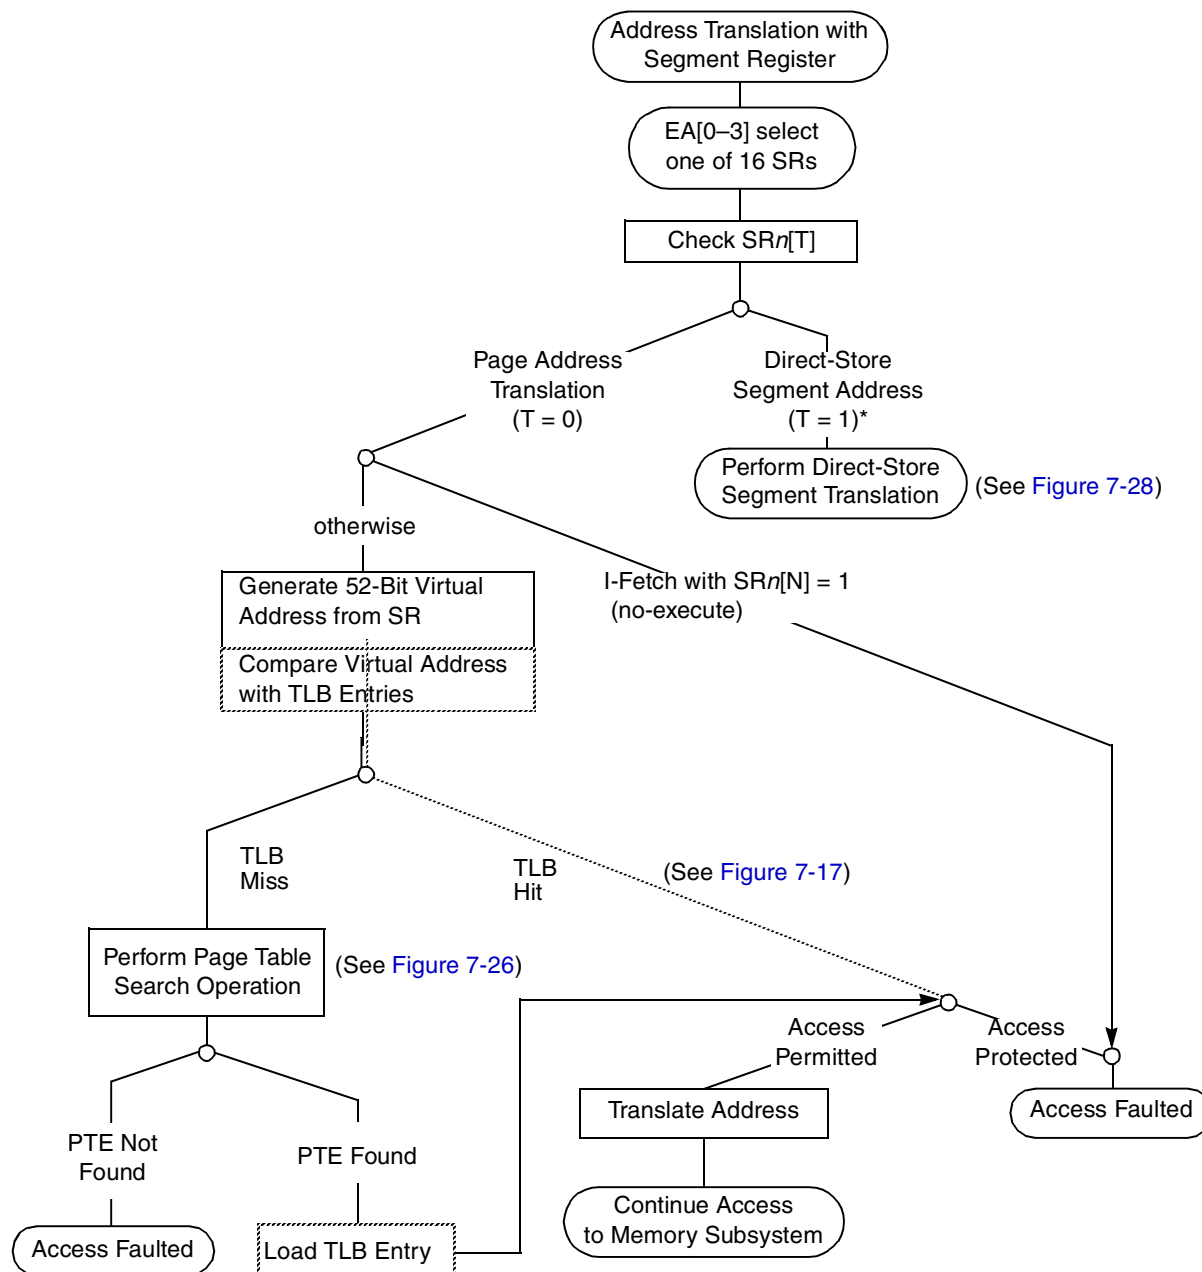 Address Translation with
Segment Register
EA[0–3] select
one of 16 SRs
Check SRn[T]
Page Address
Translation
(T = 0)
Direct-Store
Segment Address
(T = 1)*
Perform Direct-Store
Segment Translation
(See Figure 7-28)
otherwise
I-Fetch with SRn[N] = 1
(no-execute)
Generate 52-Bit Virtual
Address from SR
Compare Virtual Address
with TLB Entries
TLB
Miss
TLB
Hit
(See Figure 7-17)
Perform Page Table
Search Operation
(See Figure 7-26)
Access
Permitted
Access
Protected
Translate Address
Access Faulted
PTE Not
Found
PTE Found
Continue Access
to Memory Subsystem
Access Faulted
Load TLB Entry